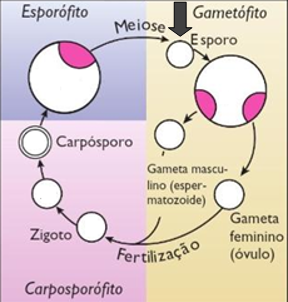 Esporófito
Gametófito
Meiose
Esporo
Carpósporo
Gameta mascu-
lino (esper-
matozoide)
Zigoto
Gameta
feminino
(óvulo)
Fertilização
Carposporófito